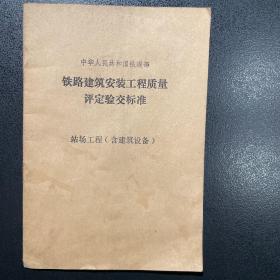 中华人民共和国铁道部
铁路建筑安装工程质量
评定验交标准
站场工程(含建筑设备)